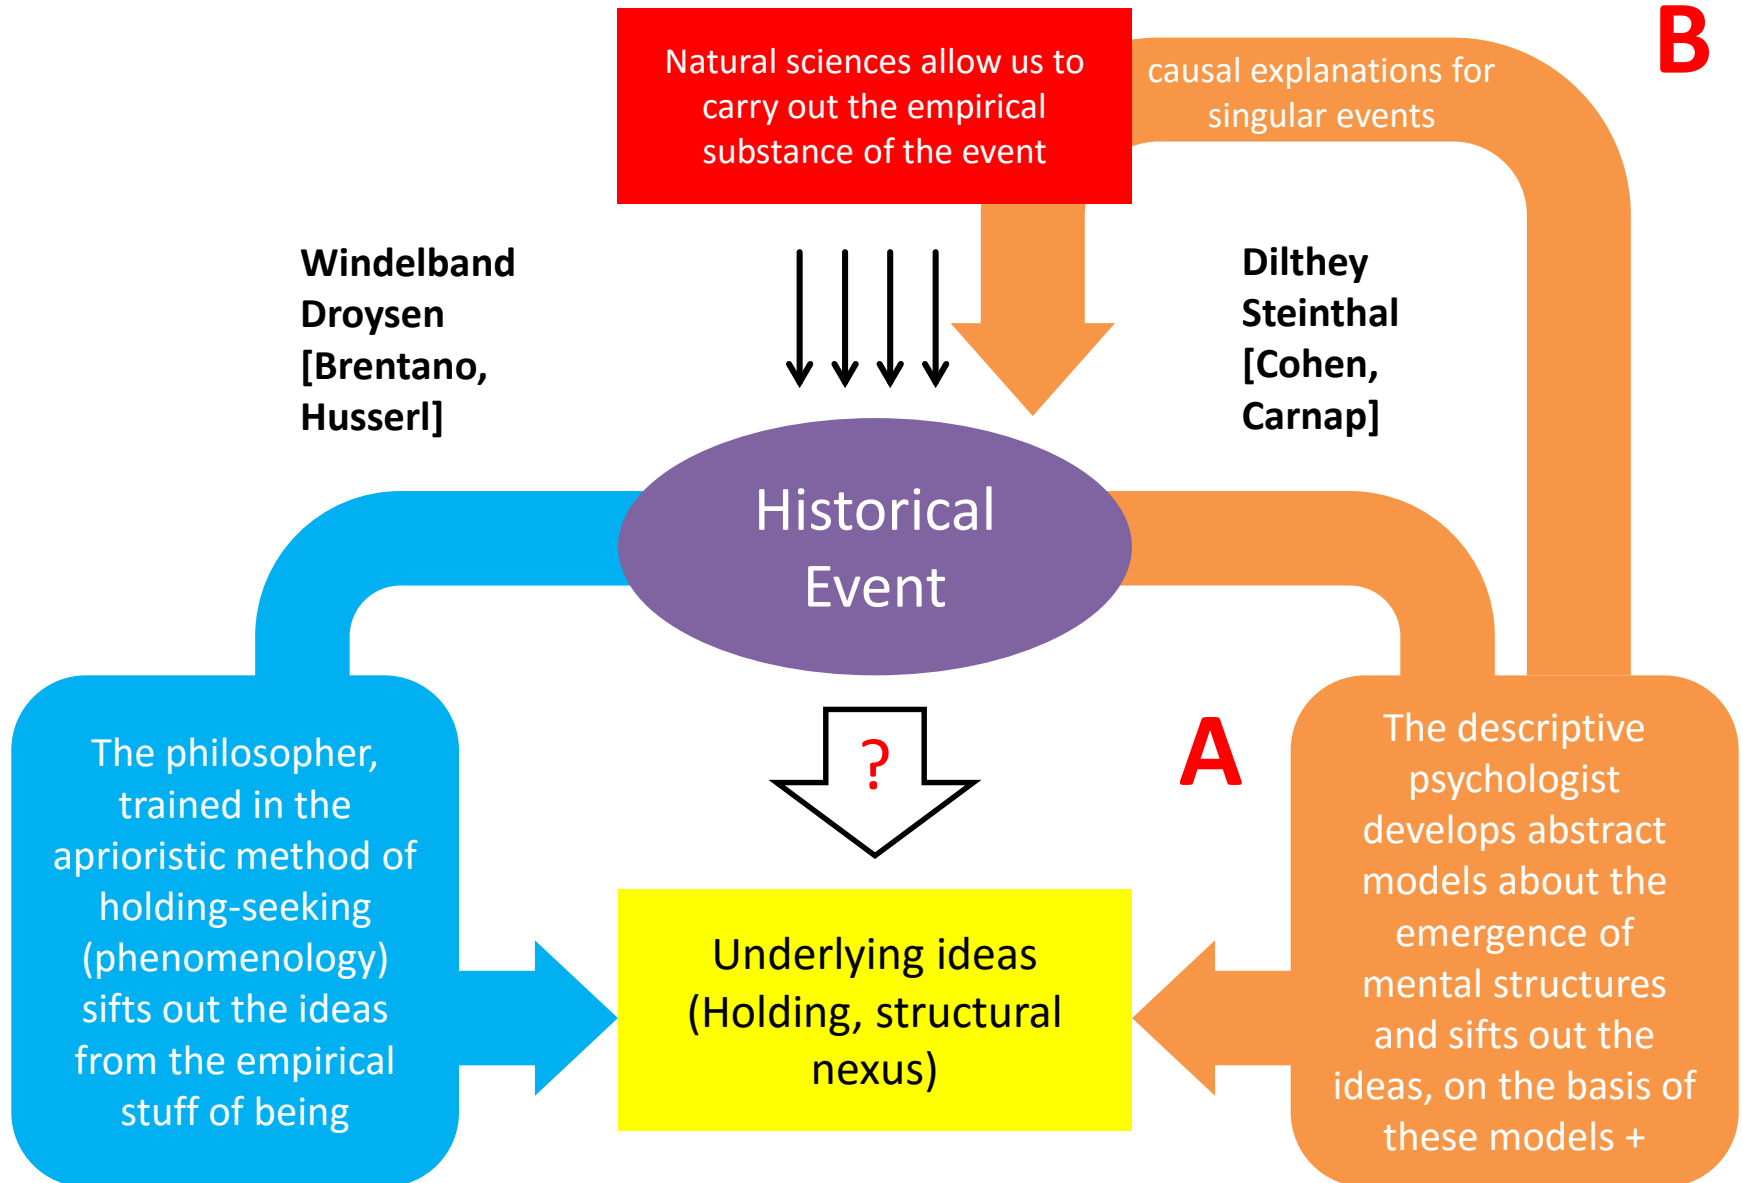 Natural sciences allow us to
carry out the empirical
substance of the event
causal explanations for
singular events
B
Windelband
Droysen
[Brentano,
Husserl]
Dilthey
Steinthal
[Cohen,
Carnap]
Historical
Event
?
A
The philosopher,
trained in the
aprioristic method of
holding-seeking
(phenomenology)
sifts out the ideas
from the empirical
stuff of being
Underlying ideas
(Holding, structural
nexus)
The descriptive
psychologist
develops abstract
models about the
emergence of
mental structures
and sifts out the
ideas, on the basis of
these models +